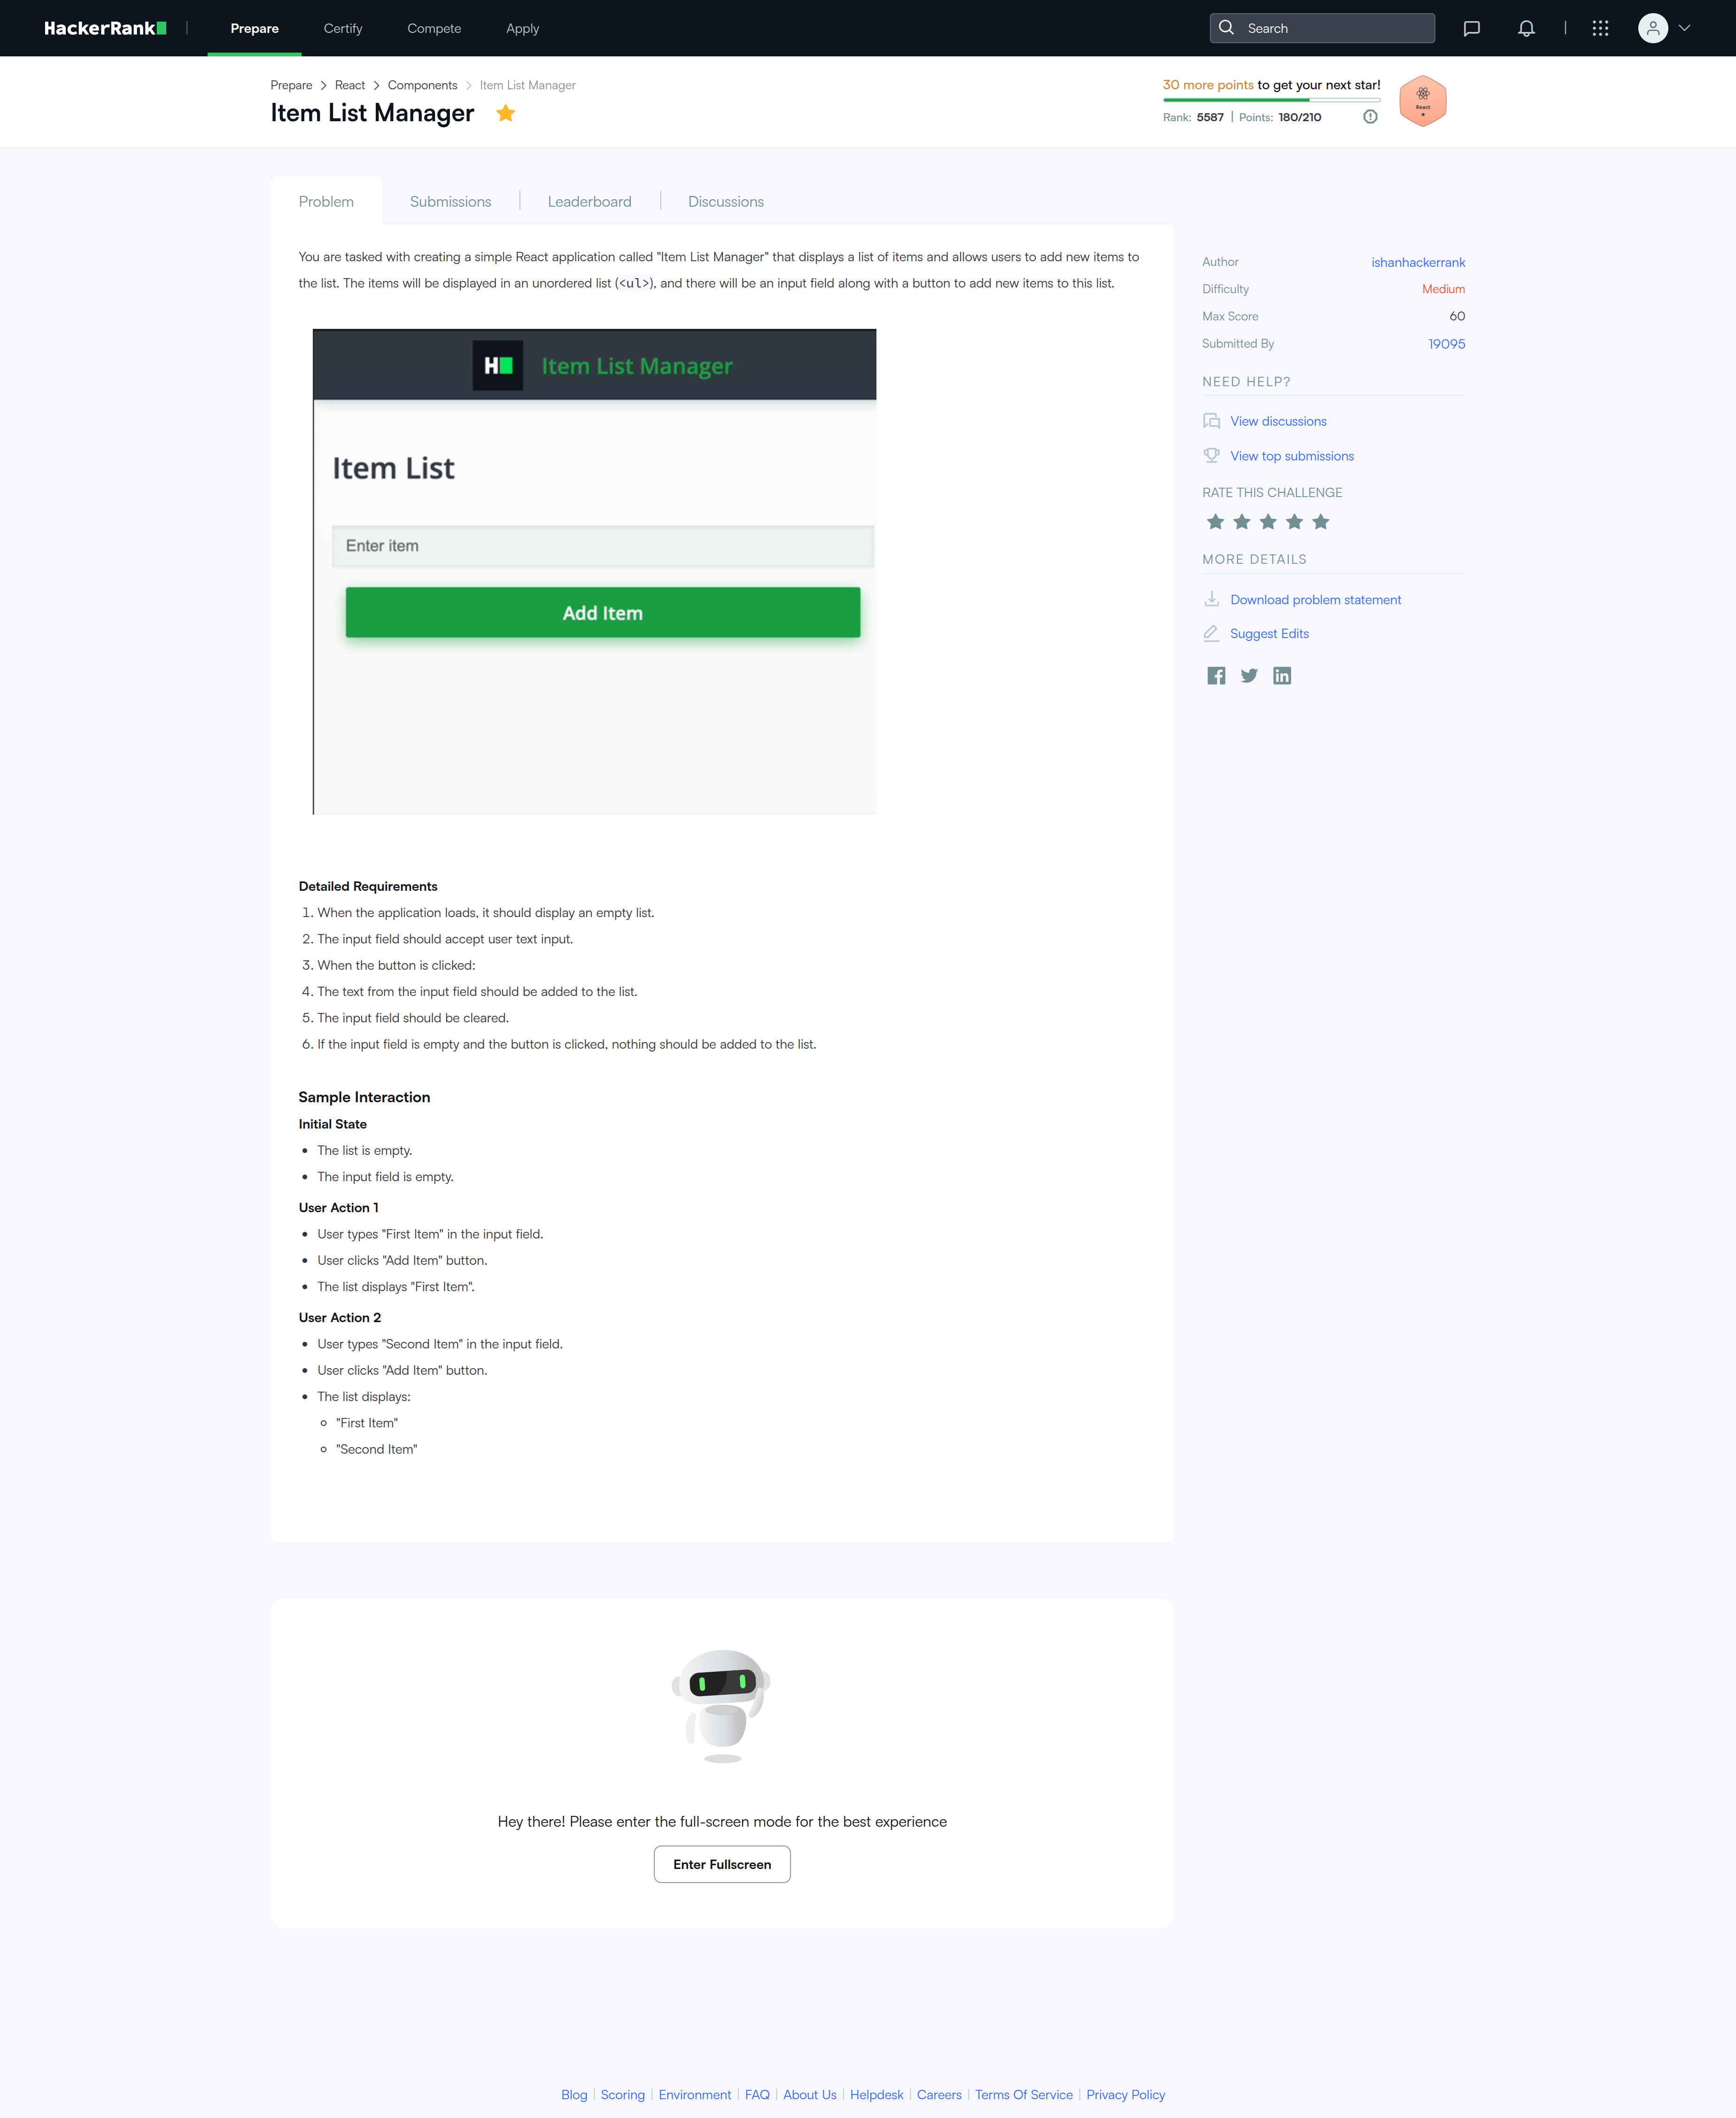 HackerRank
Prepare
Certify
Compete
Apply
Search
Prepare > React > Components > Item List Manager
Item List Manager
30 more points to get your next star!
Rank: 5587 | Points: 180/210
React
Problem
Submissions
Leaderboard
Discussions
You are tasked with creating a simple React application called "Item List Manager" that displays a list of items and allows users to add new items to
the list. The items will be displayed in an unordered list (<ul>), and there will be an input field along with a button to add new items to this list.
H
Item List Manager
Item List
Enter item
Add Item
Detailed Requirements
1. When the application loads, it should display an empty list.
2. The input field should accept user text input.
3. When the button is clicked:
4. The text from the input field should be added to the list.
5. The input field should be cleared.
6. If the input field is empty and the button is clicked, nothing should be added to the list.
Sample Interaction
Initial State
• The list is empty.
• The input field is empty.
User Action 1
• User types "First Item" in the input field.
• User clicks "Add Item" button.
• The list displays "First Item".
User Action 2
• User types "Second Item" in the input field.
• User clicks "Add Item" button.
• The list displays:
○ "First Item"
○ "Second Item"
Author
ishanhackerrank
Difficulty
Medium
Max Score
60
Submitted By
19095
NEED HELP?
View discussions
View top submissions
RATE THIS CHALLENGE
MORE DETAILS
Download problem statement
Suggest Edits
Hey there! Please enter the full-screen mode for the best experience
Enter Fullscreen
Blog | Scoring | Environment | FAQ | About Us | Helpdesk | Careers | Terms Of Service | Privacy Policy